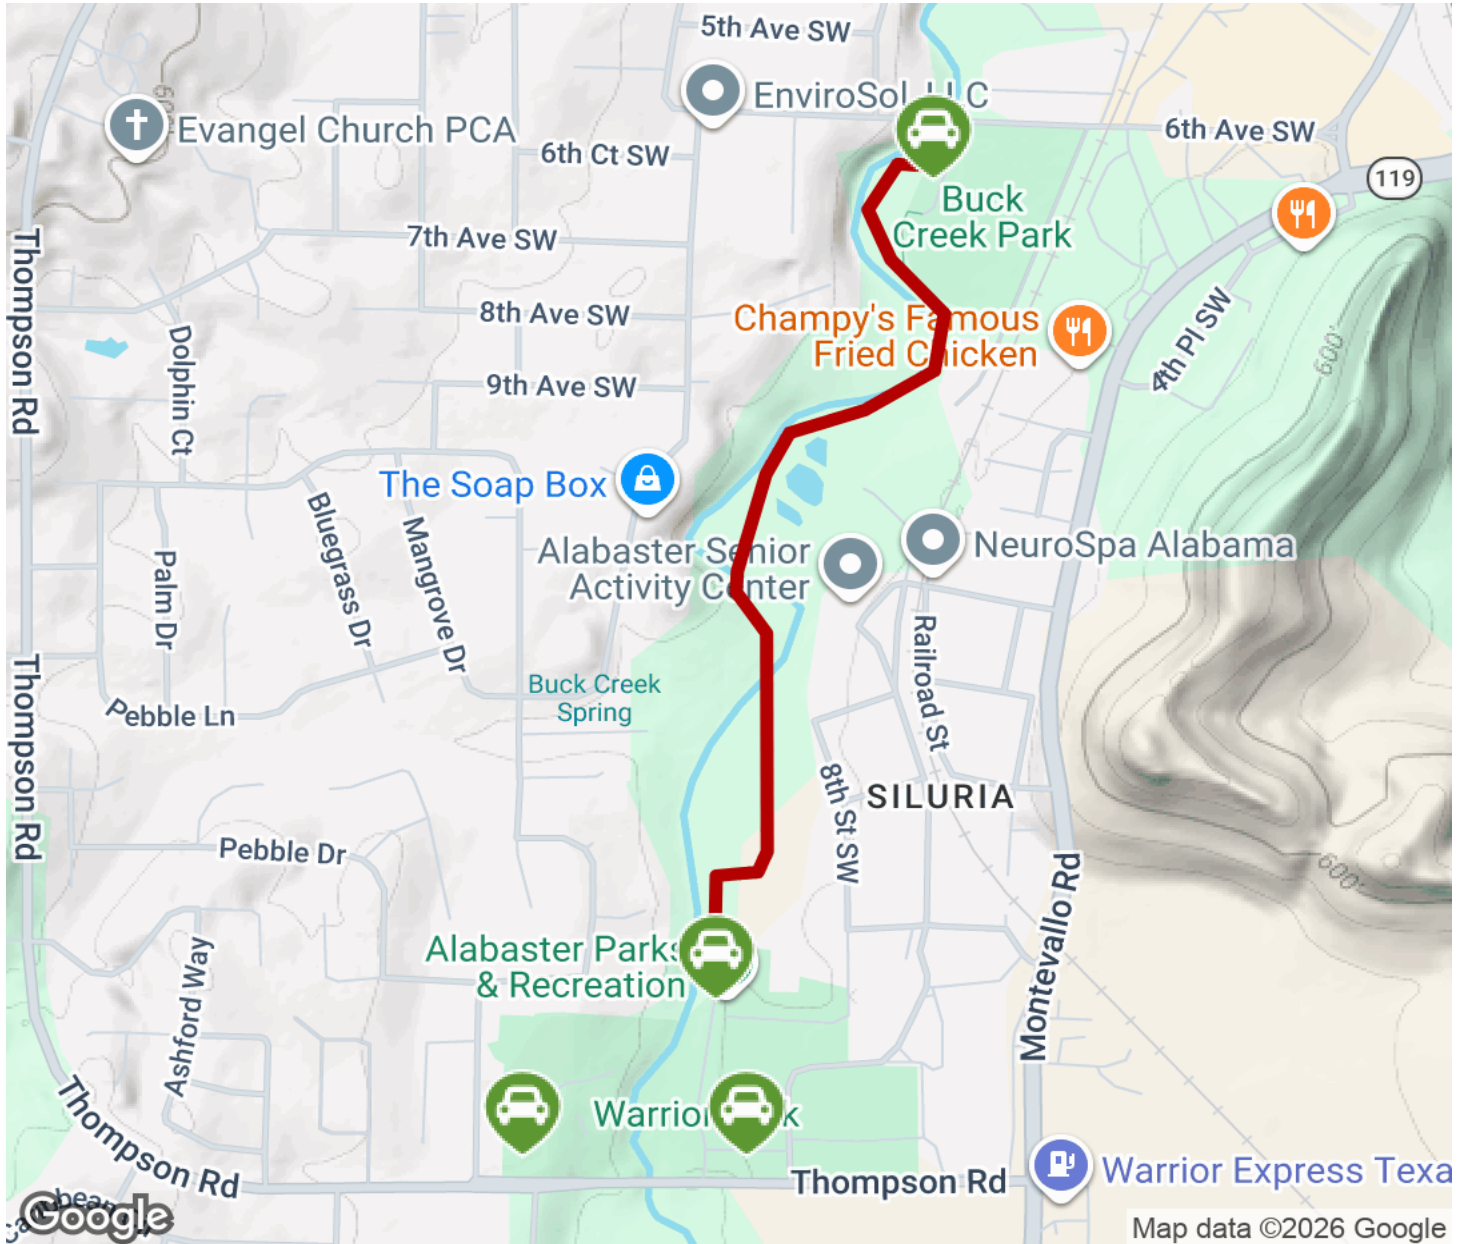 5th Ave SW
EnviroSol, LLC
Evangel Church PCA
6th Ct SW
6th Ave SW
119
Buck
Creek Park
7th Ave SW
Thompson Rd
8th Ave SW
Champy's Famous
Fried Chicken
4th Pl SW
600'
Dolphin Ct
9th Ave SW
The Soap Box
Bluegrass Dr
Mangrove Dr
Palm Dr
Alabaster Senior
Activity Center
NeuroSpa Alabama
Railroad St
Thompson Rd
Pebble Ln
Buck Creek
Spring
8th St SW
SILURIA
Pebble Dr
600'
Montevallo Rd
Alabaster Parks
& Recreation
Ashford Way
Thompson Rd
Thompson Rd
Warrior Express Texa
Google
Map data ©2026 Google